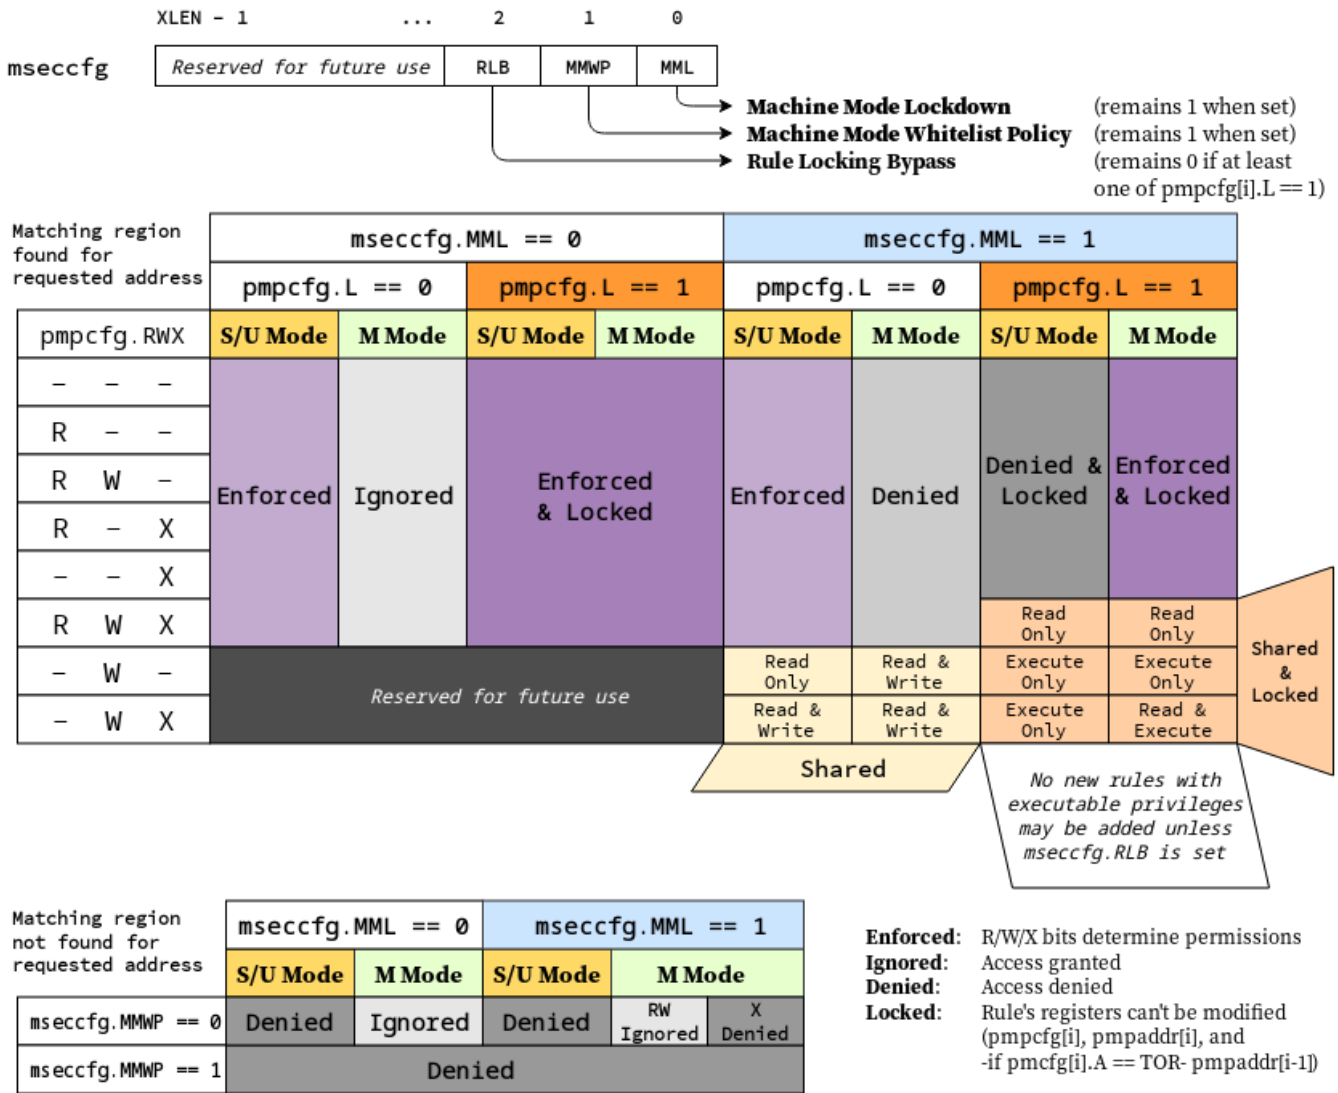 XLEN - 1 ... 2 1 0
mseccfg Reserved for future use RLB MMWP MML
Machine Mode Lockdown (remains 1 when set)
Machine Mode Whitelist Policy (remains 1 when set)
Rule Locking Bypass (remains 0 if at least
one of pmpcfg[i].L == 1)
Matching region
found for
requested address
mseccfg.MML == 0 mseccfg.MML == 1
pmpcfg.L == 0 pmpcfg.L == 1 pmpcfg.L == 0 pmpcfg.L == 1
pmpcfg.RWX S/U Mode M Mode S/U Mode M Mode S/U Mode M Mode S/U Mode M Mode
- - -
R - -
R W -
R - X
- - X
R W X
- W -
- W X
Enforced
Ignored
Enforced
& Locked
Enforced
Denied
Denied &
Locked
Enforced
& Locked
Read
Only
Read
Only
Reserved for future use
Read
Only
Read &
Write
Execute
Only
Execute
Only
Read &
Write
Read &
Write
Execute
Only
Read &
Execute
Shared
&
Locked
Shared
No new rules with
executable privileges
may be added unless
mseccfg.RLB is set
Matching region
not found for
requested address
mseccfg.MML == 0 mseccfg.MML == 1
S/U Mode M Mode S/U Mode M Mode
mseccfg.MMWP == 0 Denied Ignored Denied
RW
Ignored
X
Denied
mseccfg.MMWP == 1 Denied
Enforced: R/W/X bits determine permissions
Ignored: Access granted
Denied: Access denied
Locked: Rule's registers can't be modified
(pmpcfg[i], pmpaddr[i], and
-if pmcfg[i].A == TOR- pmpaddr[i-1])